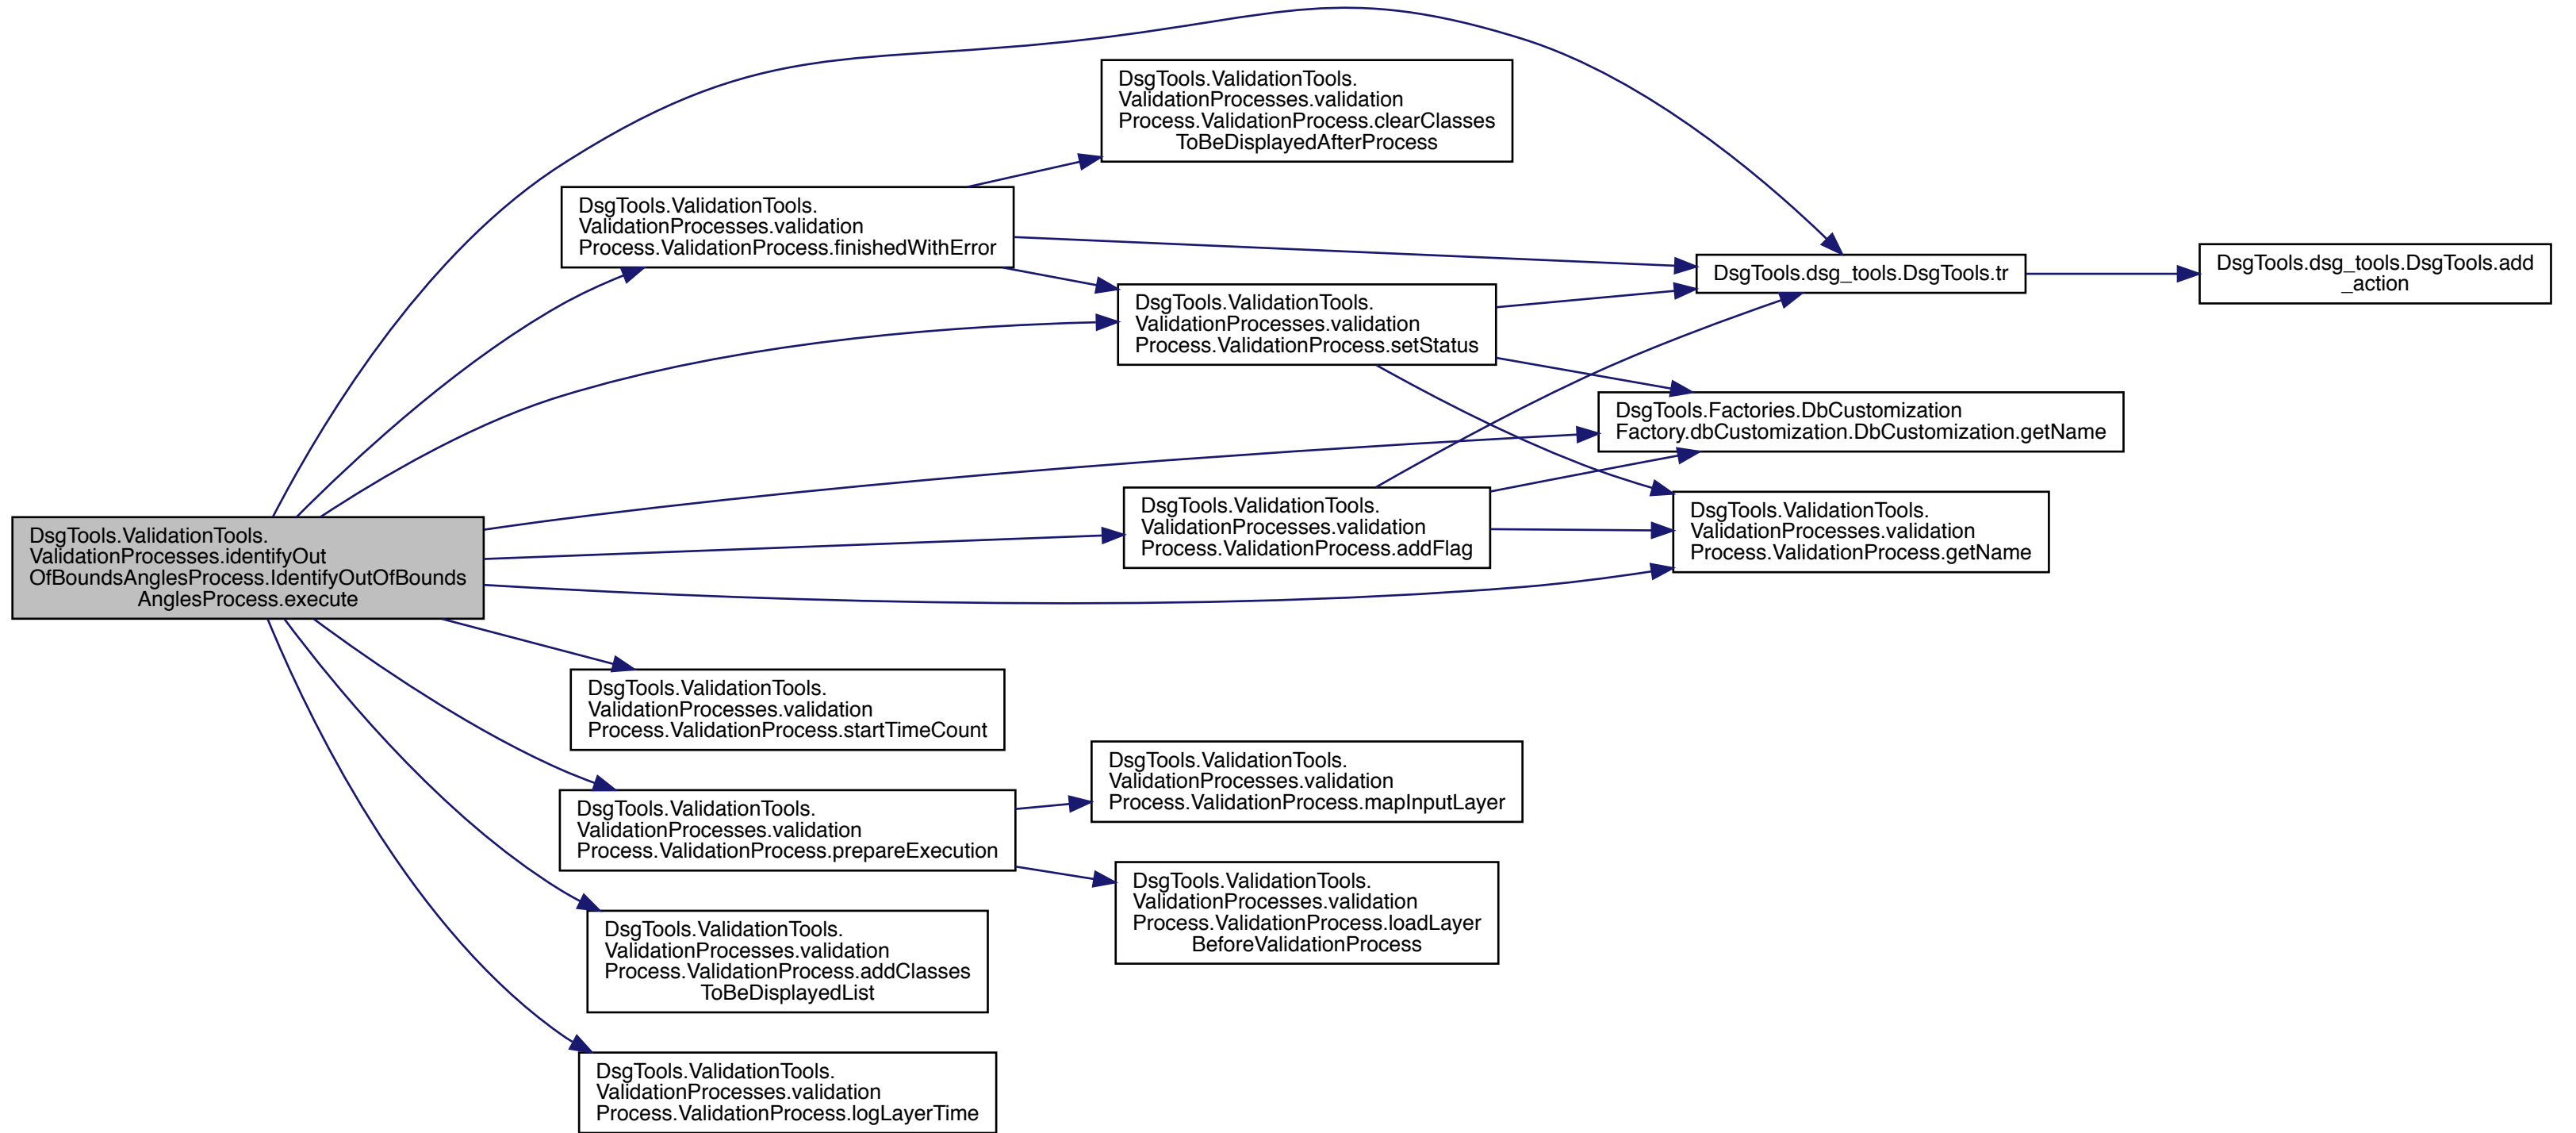 DsgTools.ValidationTools.
ValidationProcesses.validation
Process.ValidationProcess.clearClasses
ToBeDisplayedAfterProcess
DsgTools.ValidationTools.
ValidationProcesses.validation
Process.ValidationProcess.finishedWithError
DsgTools.dsg_tools.DsgTools.tr
DsgTools.dsg_tools.DsgTools.add
_action
DsgTools.ValidationTools.
ValidationProcesses.validation
Process.ValidationProcess.setStatus
DsgTools.Factories.DbCustomization
Factory.dbCustomization.DbCustomization.getName
DsgTools.ValidationTools.
ValidationProcesses.identifyOut
OfBoundsAnglesProcess.IdentifyOutOfBounds
AnglesProcess.execute
DsgTools.ValidationTools.
ValidationProcesses.validation
Process.ValidationProcess.addFlag
DsgTools.ValidationTools.
ValidationProcesses.validation
Process.ValidationProcess.getName
DsgTools.ValidationTools.
ValidationProcesses.validation
Process.ValidationProcess.startTimeCount
DsgTools.ValidationTools.
ValidationProcesses.validation
Process.ValidationProcess.prepareExecution
DsgTools.ValidationTools.
ValidationProcesses.validation
Process.ValidationProcess.mapInputLayer
DsgTools.ValidationTools.
ValidationProcesses.validation
Process.ValidationProcess.loadLayer
BeforeValidationProcess
DsgTools.ValidationTools.
ValidationProcesses.validation
Process.ValidationProcess.addClasses
ToBeDisplayedList
DsgTools.ValidationTools.
ValidationProcesses.validation
Process.ValidationProcess.logLayerTime